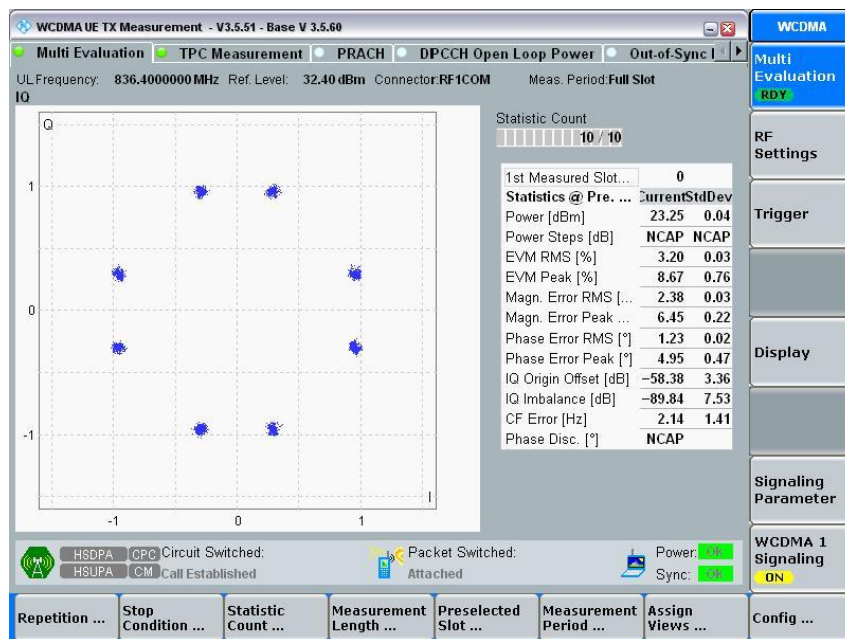 WCDMA UE TX Measurement - V3.5.51 - Base V 3.5.60
WCDMA
Multi Evaluation TPC Measurement PRACH DPCCH Open Loop Power Out-of-Sync
UL Frequency: 836.4000000 MHz Ref. Level: 32.40 dBm Connector:RF1COM Meas. Period:Full Slot
IQ
Q
1
0
-1
I
-1 0 1
Statistic Count
10 / 10
1st Measured Slot... 0
Statistics @ Pre. ... Current StdDev
Power [dBm] 23.25 0.04
Power Steps [dB] NCAP NCAP
EVM RMS [%] 3.20 0.03
EVM Peak [%] 8.67 0.76
Magn. Error RMS [... 2.38 0.03
Magn. Error Peak ... 6.45 0.22
Phase Error RMS [°] 1.23 0.02
Phase Error Peak [°] 4.95 0.47
IQ Origin Offset [dB] −58.38 3.36
IQ Imbalance [dB] −89.84 7.53
CF Error [Hz] 2.14 1.41
Phase Disc. [°] NCAP
Multi
Evaluation
RDY
RF
Settings
Trigger
Display
Signaling
Parameter
WCDMA 1
Signaling
ON
HSDPA CPC Circuit Switched:
HSUPA CM Call Established
Packet Switched:
Attached
Power: Ok
Sync: Ok
Repetition ...
Stop
Condition ...
Statistic
Count ...
Measurement
Length ...
Preselected
Slot ...
Measurement
Period ...
Assign
Views ...
Config ...